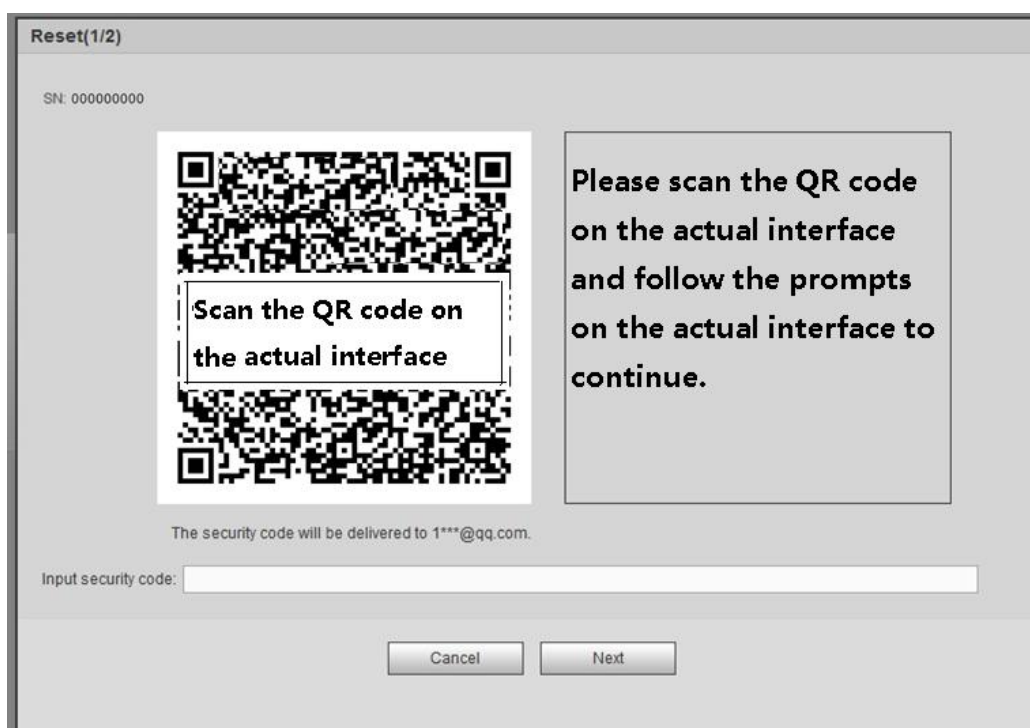 Reset(1/2)
SN: 000000000
Scan the QR code on
the actual interface
Please scan the QR code
on the actual interface
and follow the prompts
on the actual interface to
continue.
The security code will be delivered to 1***@qq.com.
Input security code:
Cancel
Next